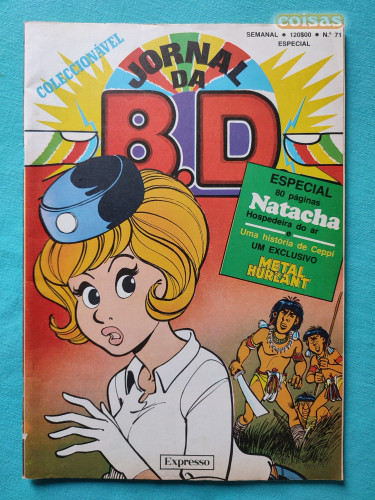 coisas
SEMANAL • 120$00 • N.º 71
ESPECIAL
COLECCIONÁVEL
JORNAL
DA
B.D
ESPECIAL
80 páginas
Natacha
Hospedeira do ar
e
Uma história de Ceppi
UM EXCLUSIVO
METAL
HURLANT
Expresso